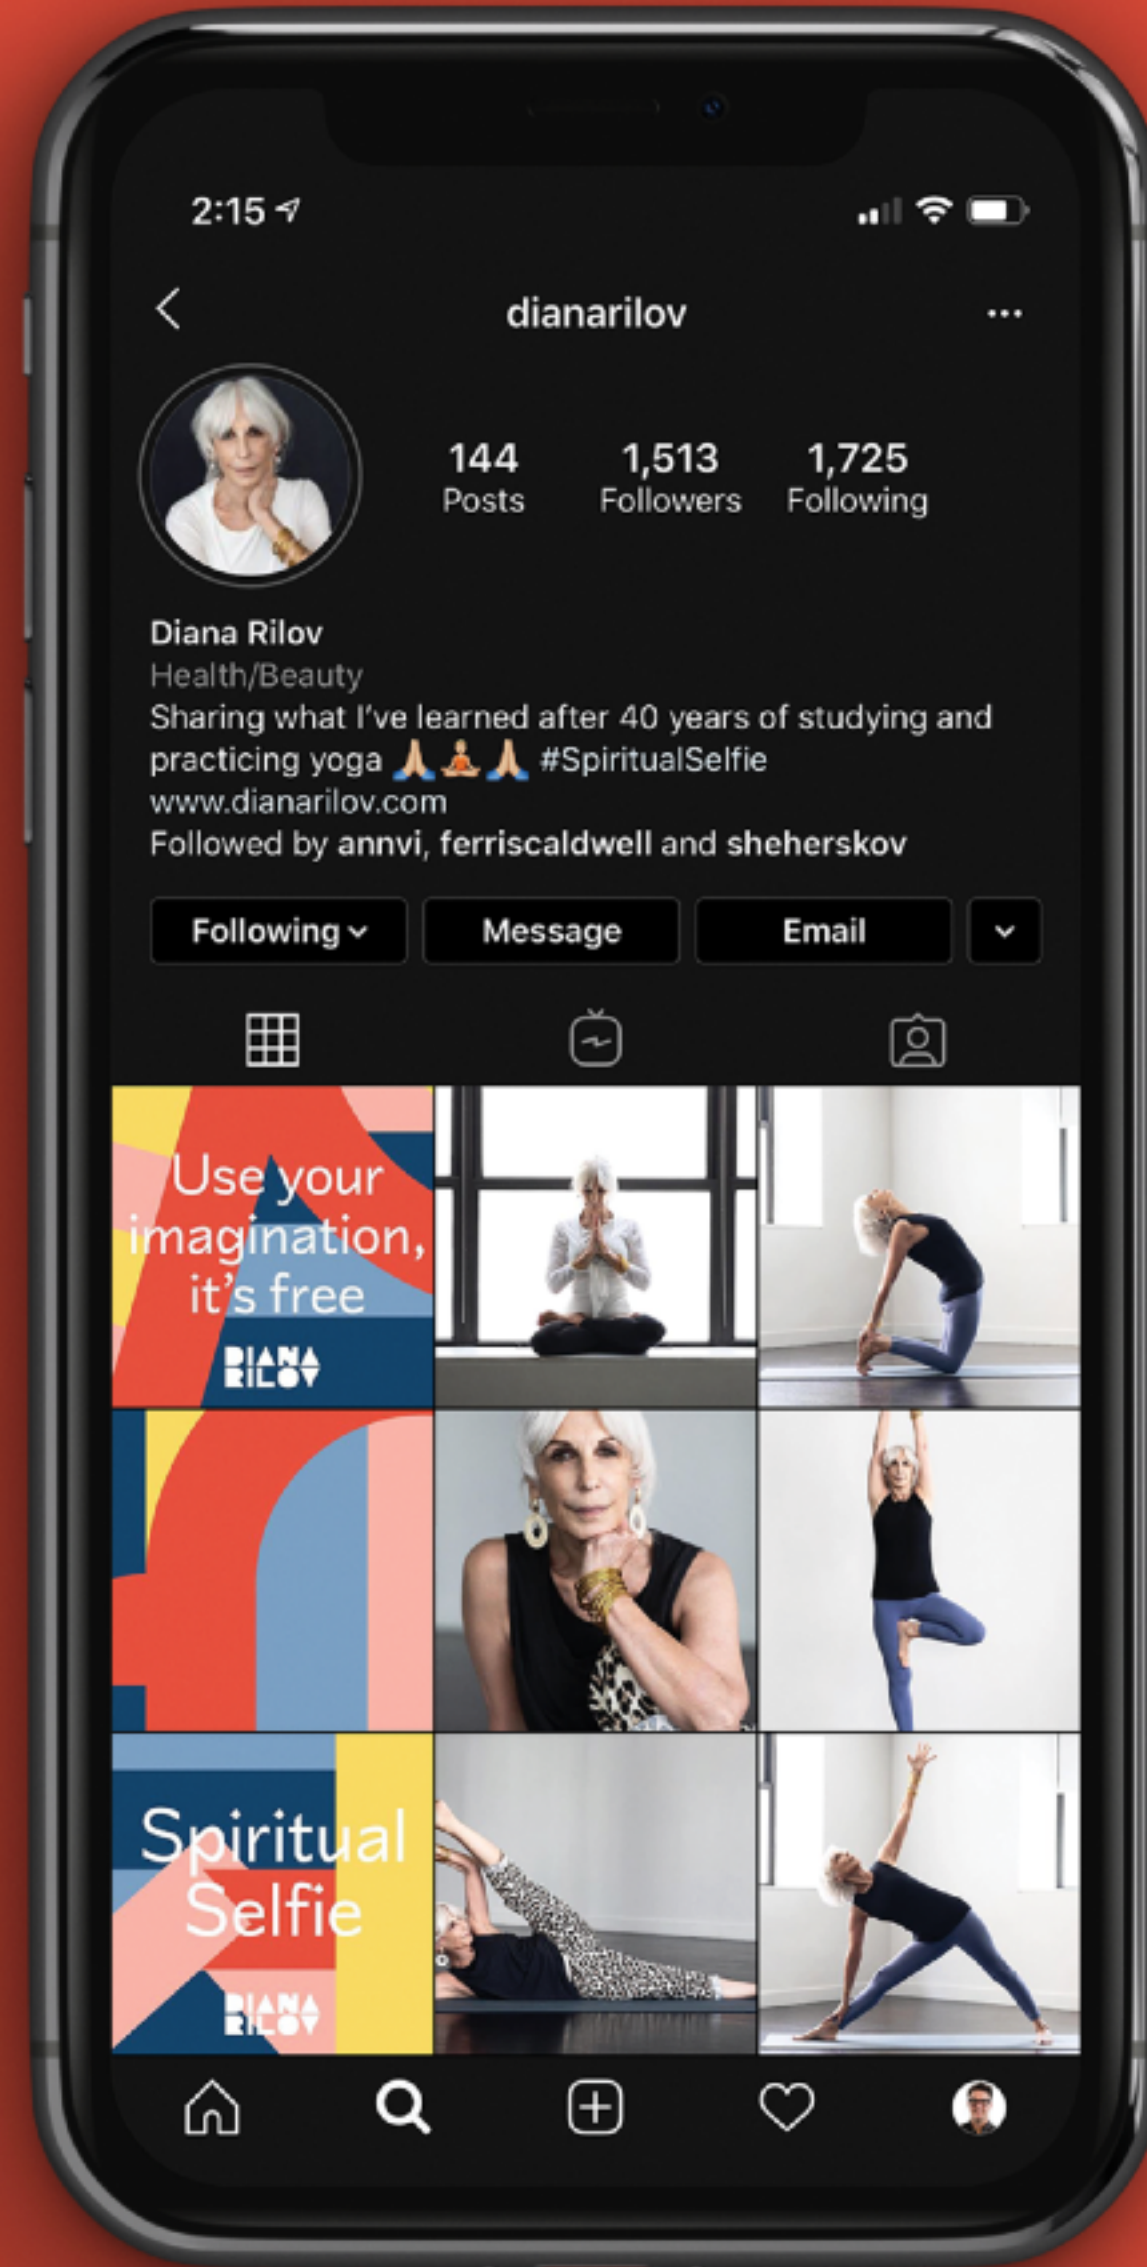 2:15
dianarilov
144
Posts
1,513
Followers
1,725
Following
Diana Rilov
Health/Beauty
Sharing what I've learned after 40 years of studying and
practicing yoga 🙏🏼🧘🏼🙏🏼 #SpiritualSelfie
www.dianarilov.com
Followed by annvi, ferriscaldwell and sheherskov
Following
Message
Email
Use your
imagination,
it's free
DIANA
RILOV
Spiritual
Selfie
DIANA
RILOV